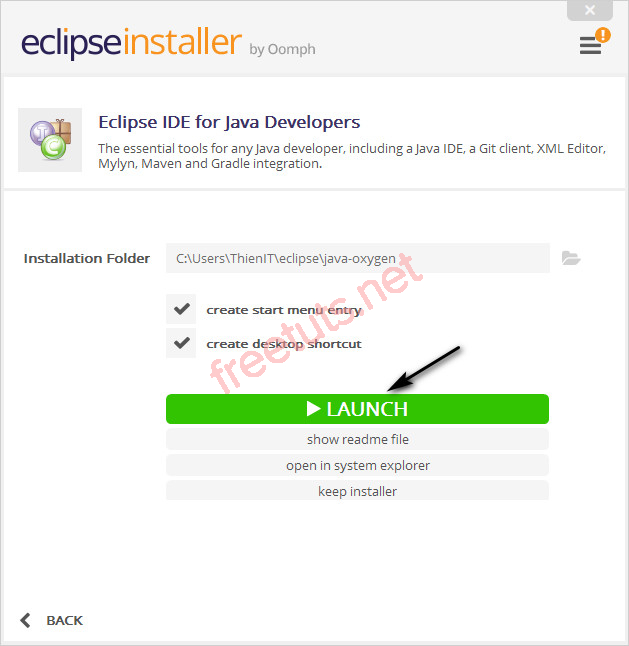 eclipseinstaller by Oomph
!
Eclipse IDE for Java Developers
The essential tools for any Java developer, including a Java IDE, a Git client, XML Editor,
Mylyn, Maven and Gradle integration.
Installation Folder C:\Users\ThienIT\eclipse\java-oxygen
create start menu entry
create desktop shortcut
freetuts.net
LAUNCH
show readme file
open in system explorer
keep installer
BACK